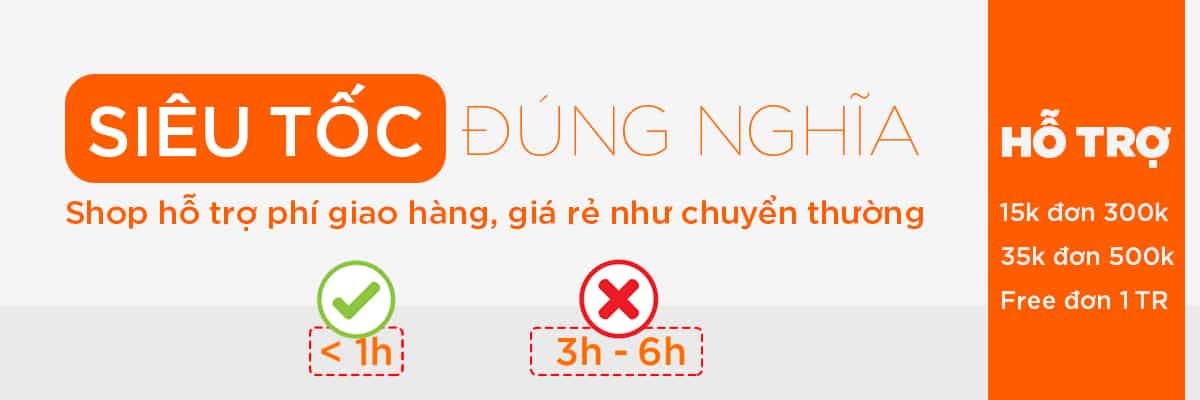 SIÊU TỐC ĐÚNG NGHĨA
Shop hỗ trợ phí giao hàng, giá rẻ như chuyển thường
< 1h
3h - 6h
HỖ TRỢ
15k đơn 300k
35k đơn 500k
Free đơn 1 TR